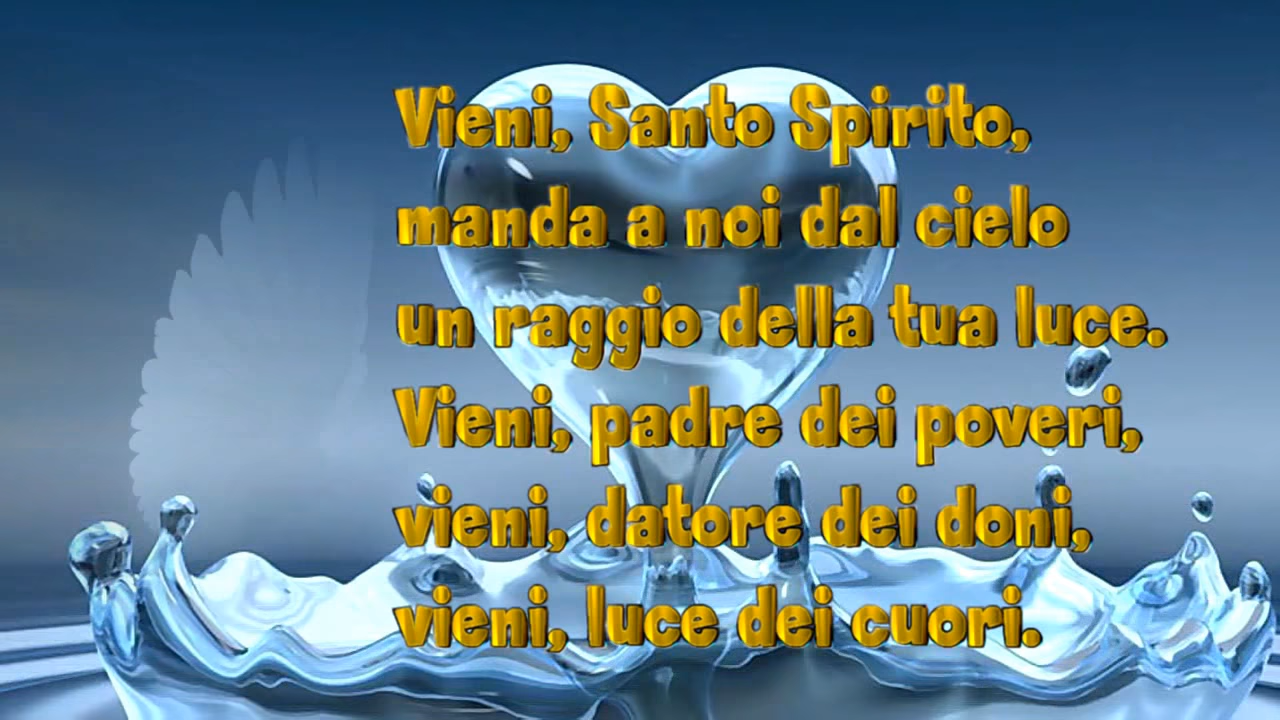 Vieni, Santo Spirito,
manda a noi dal cielo
un raggio della tua luce.
Vieni, padre dei poveri,
vieni, datore dei doni,
vieni, luce dei cuori.